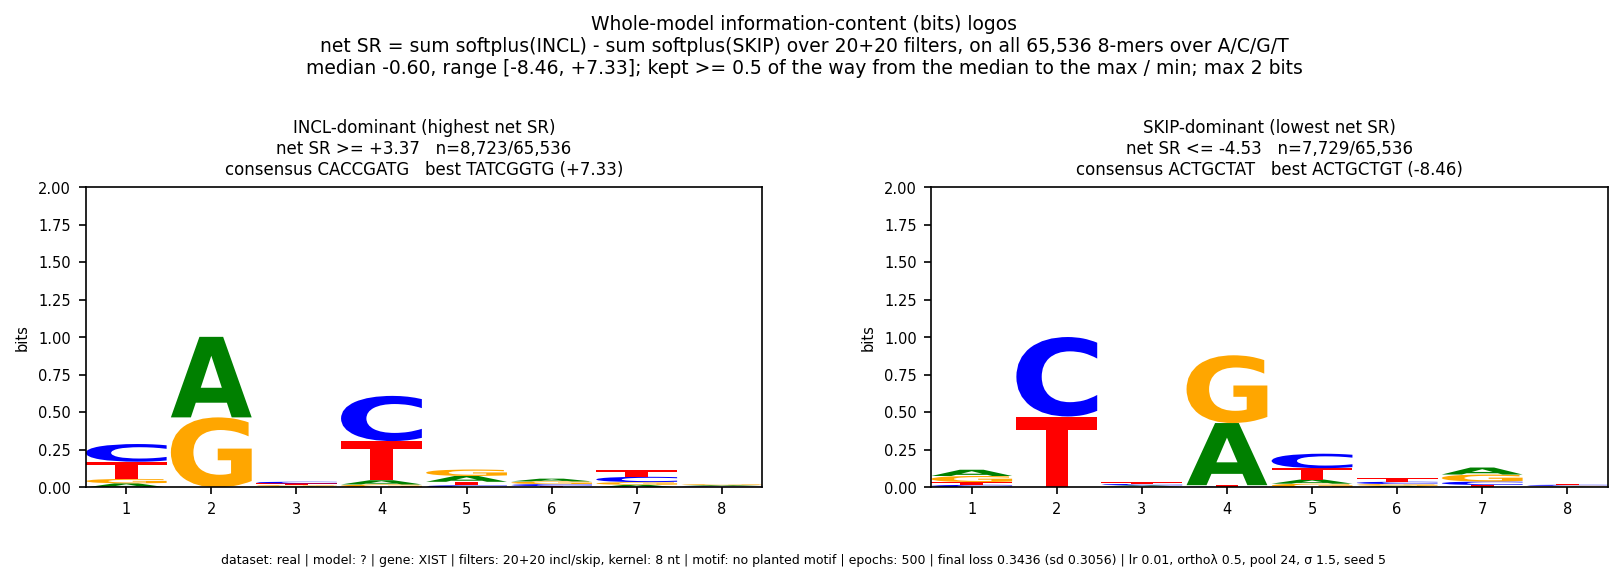 Whole-model information-content (bits) logos
net SR = sum softplus(INCL) - sum softplus(SKIP) over 20+20 filters, on all 65,536 8-mers over A/C/G/T
median -0.60, range [-8.46, +7.33]; kept >= 0.5 of the way from the median to the max / min; max 2 bits
INCL-dominant (highest net SR)
net SR >= +3.37 n=8,723/65,536
consensus CACCGATG best TATCGGTG (+7.33)
2.00
1.75
1.50
1.25
1.00
0.75
0.50
0.25
0.00
bits
C
T
G
A
A
G
C
T
A
G
A
T
A
T
C
1 2 3 4 5 6 7 8
SKIP-dominant (lowest net SR)
net SR <= -4.53 n=7,729/65,536
consensus ACTGCTAT best ACTGCTGT (-8.46)
2.00
1.75
1.50
1.25
1.00
0.75
0.50
0.25
0.00
bits
A
G
T
C
T
G
A
C
T
A
T
A
G
1 2 3 4 5 6 7 8
dataset: real | model: ? | gene: XIST | filters: 20+20 incl/skip, kernel: 8 nt | motif: no planted motif | epochs: 500 | final loss 0.3436 (sd 0.3056) | lr 0.01, orthoλ 0.5, pool 24, σ 1.5, seed 5